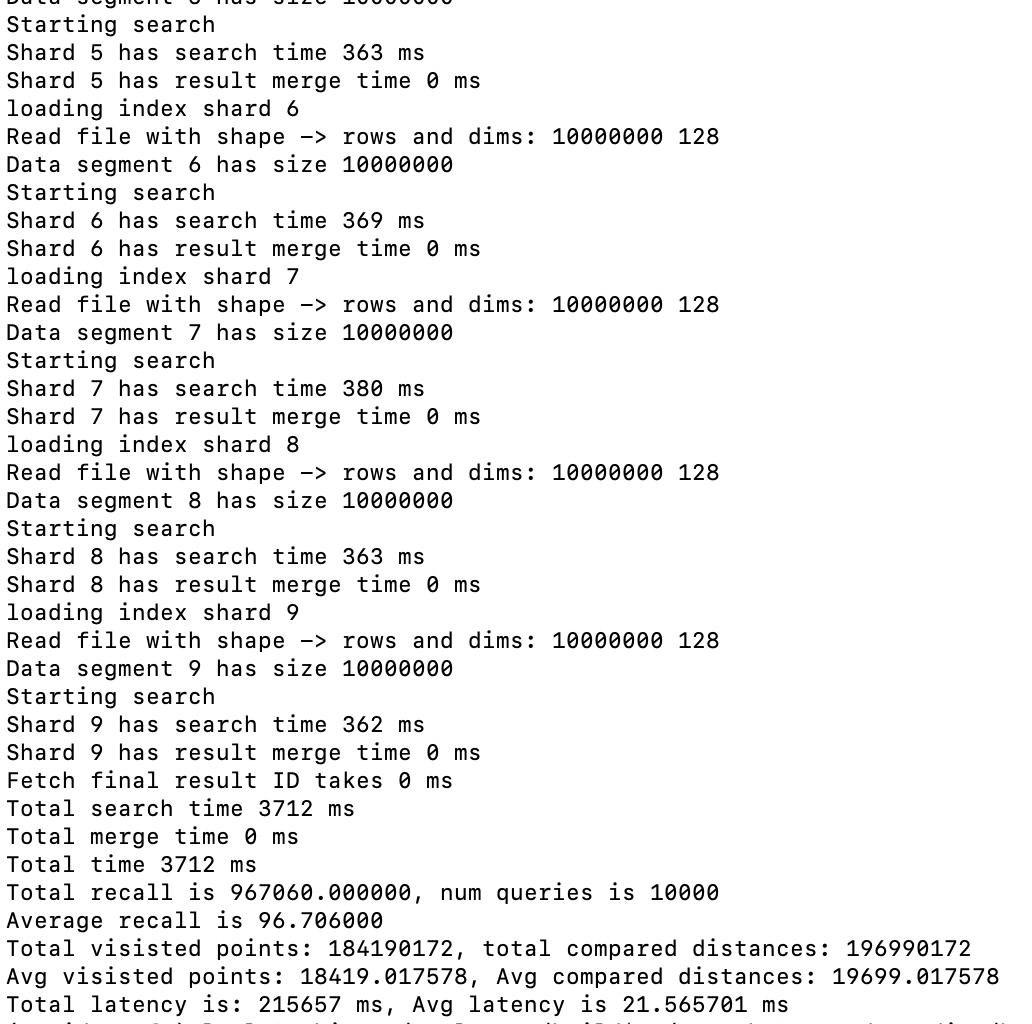 Data segment 5 has size 10000000
Starting search
Shard 5 has search time 363 ms
Shard 5 has result merge time 0 ms
loading index shard 6
Read file with shape -> rows and dims: 10000000 128
Data segment 6 has size 10000000
Starting search
Shard 6 has search time 369 ms
Shard 6 has result merge time 0 ms
loading index shard 7
Read file with shape -> rows and dims: 10000000 128
Data segment 7 has size 10000000
Starting search
Shard 7 has search time 380 ms
Shard 7 has result merge time 0 ms
loading index shard 8
Read file with shape -> rows and dims: 10000000 128
Data segment 8 has size 10000000
Starting search
Shard 8 has search time 363 ms
Shard 8 has result merge time 0 ms
loading index shard 9
Read file with shape -> rows and dims: 10000000 128
Data segment 9 has size 10000000
Starting search
Shard 9 has search time 362 ms
Shard 9 has result merge time 0 ms
Fetch final result ID takes 0 ms
Total search time 3712 ms
Total merge time 0 ms
Total time 3712 ms
Total recall is 967060.000000, num queries is 10000
Average recall is 96.706000
Total visisted points: 184190172, total compared distances: 196990172
Avg visisted points: 18419.017578, Avg compared distances: 19699.017578
Total latency is: 215657 ms, Avg latency is 21.565701 ms